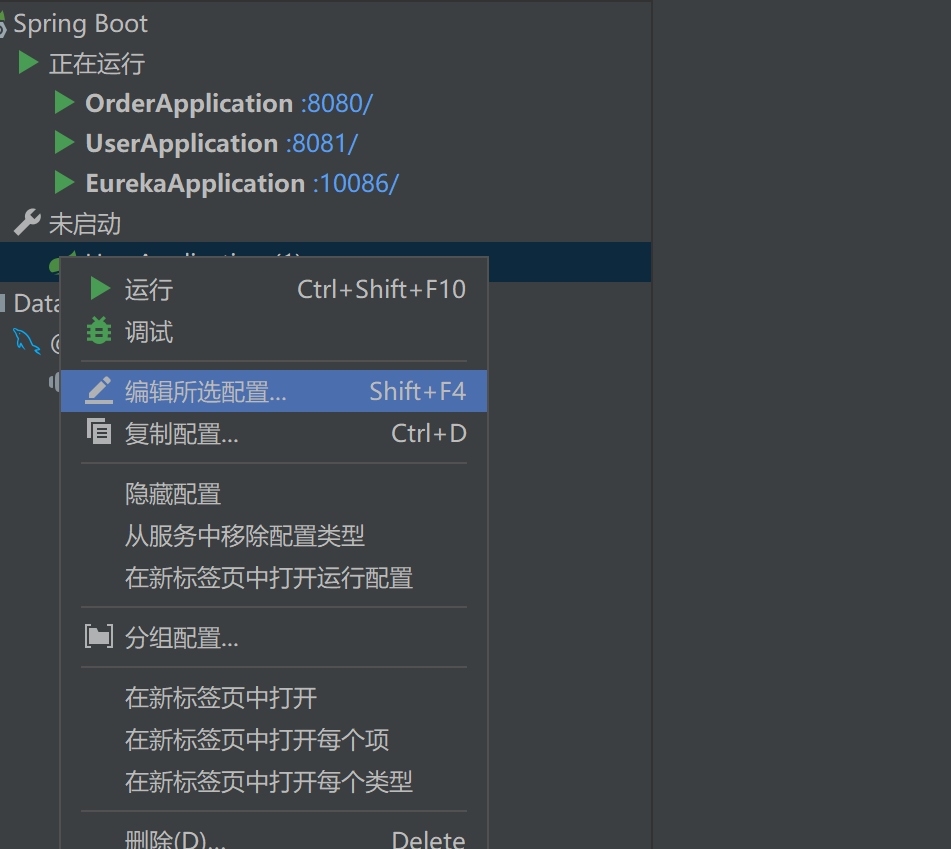 Spring Boot
正在运行
OrderApplication :8080/
UserApplication :8081/
EurekaApplication :10086/
未启动
运行 Ctrl+Shift+F10
Data
调试
@
编辑所选配置... Shift+F4
复制配置... Ctrl+D
隐藏配置
从服务中移除配置类型
在新标签页中打开运行配置
分组配置...
在新标签页中打开
在新标签页中打开每个项
在新标签页中打开每个类型
删除(D)... Delete